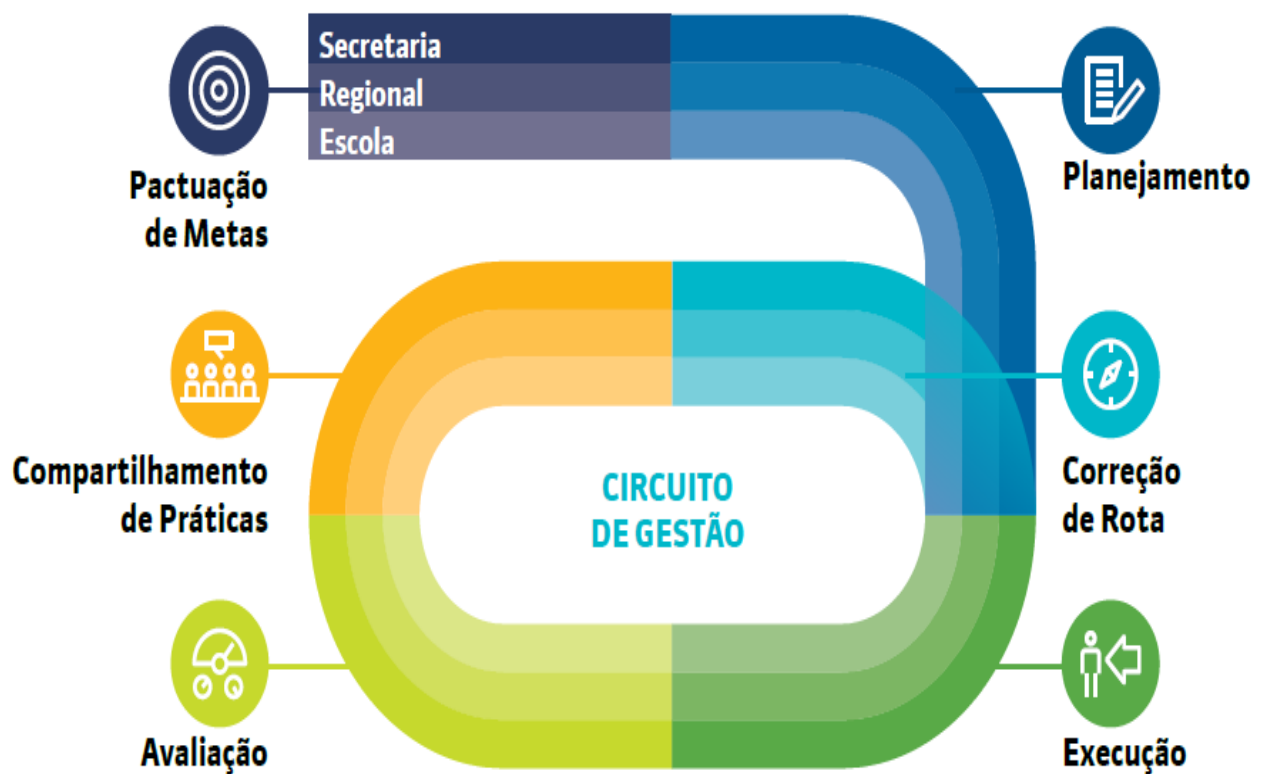 Secretaria
Regional
Escola
Pactuação
de Metas
Planejamento
Compartilhamento
de Práticas
CIRCUITO
DE GESTÃO
Correção
de Rota
Avaliação
Execução